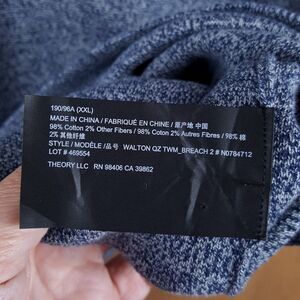 190/96A (XXL)
MADE IN CHINA / FABRIQUÉ EN CHINE / 原产地 中国
98% Cotton 2% Other Fibers / 98% Coton 2% Autres Fibres / 98% 棉
2% 其他纤维
STYLE / MODÈLE / 品号 WALTON QZ TWM_BREACH 2 # N0784712
LOT # 469554
THEORY LLC RN 98406 CA 39862